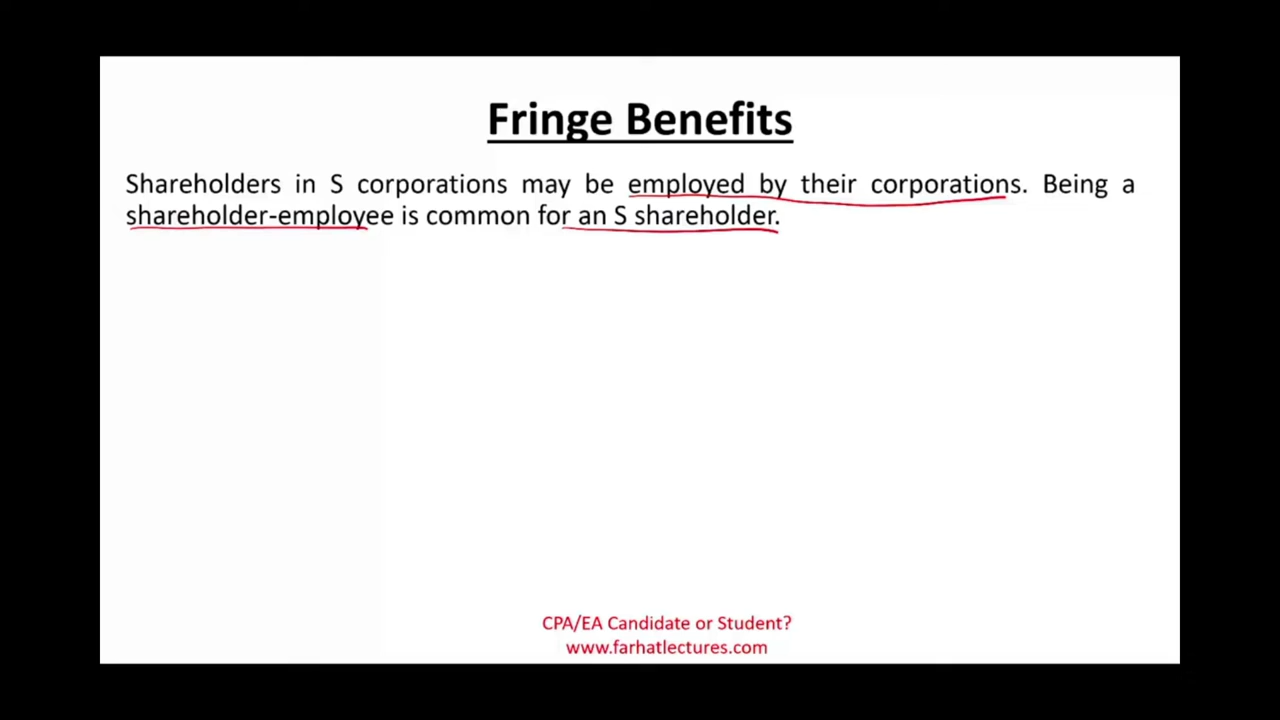 Fringe Benefits
Shareholders in S corporations may be employed by their corporations. Being a
shareholder-employee is common for an S shareholder.
CPA/EA Candidate or Student?
www.farhatlectures.com